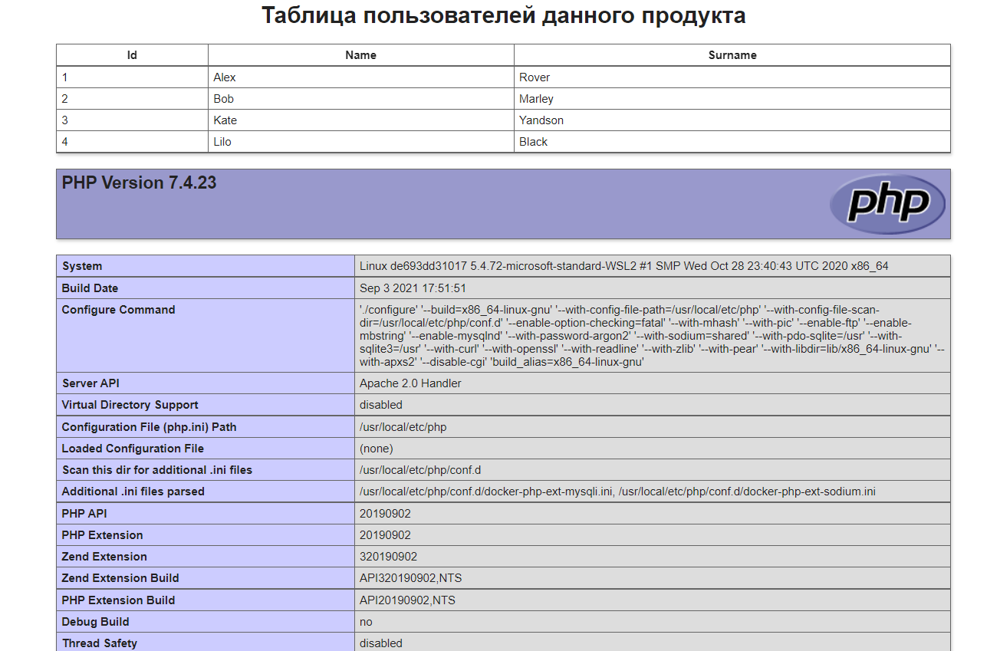 Таблица пользователей данного продукта
Id Name Surname
1 Alex Rover
2 Bob Marley
3 Kate Yandson
4 Lilo Black
PHP Version 7.4.23
php
System Linux de693dd31017 5.4.72-microsoft-standard-WSL2 #1 SMP Wed Oct 28 23:40:43 UTC 2020 x86_64
Build Date Sep 3 2021 17:51:51
Configure Command './configure' '--build=x86_64-linux-gnu' '--with-config-file-path=/usr/local/etc/php' '--with-config-file-scan-
dir=/usr/local/etc/php/conf.d' '--enable-option-checking=fatal' '--with-mhash' '--with-pic' '--enable-ftp' '--enable-
mbstring' '--enable-mysqlnd' '--with-password-argon2' '--with-sodium=shared' '--with-pdo-sqlite=/usr' '--with-
sqlite3=/usr' '--with-curl' '--with-openssl' '--with-readline' '--with-zlib' '--with-pear' '--with-libdir=lib/x86_64-linux-gnu' '--
with-apxs2' '--disable-cgi' 'build_alias=x86_64-linux-gnu'
Server API Apache 2.0 Handler
Virtual Directory Support disabled
Configuration File (php.ini) Path /usr/local/etc/php
Loaded Configuration File (none)
Scan this dir for additional .ini files /usr/local/etc/php/conf.d
Additional .ini files parsed /usr/local/etc/php/conf.d/docker-php-ext-mysqli.ini, /usr/local/etc/php/conf.d/docker-php-ext-sodium.ini
PHP API 20190902
PHP Extension 20190902
Zend Extension 320190902
Zend Extension Build API320190902,NTS
PHP Extension Build API20190902,NTS
Debug Build no
Thread Safety disabled